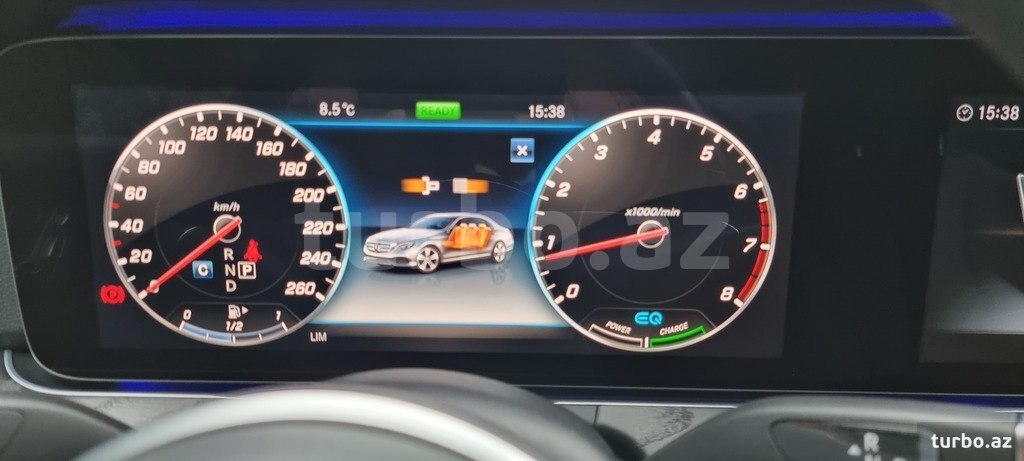 8.5°C READY 15:38
15:38
20 40 60 80 100 120 140 160 180 200 220 240 260
km/h
C
R
N P
D
0 1/2 1
LIM
0 1 2 3 4 5 6 7 8
x1000/min
EQ
POWER CHARGE
turbo.az
R
turbo.az